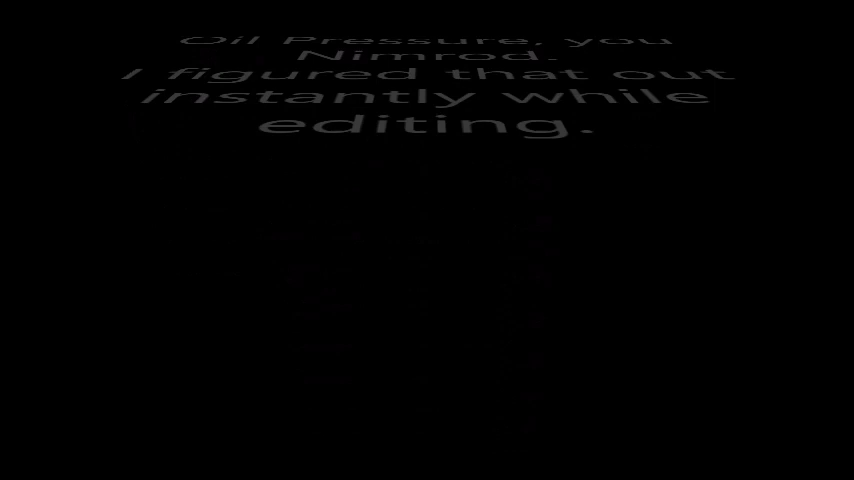 Oil Pressure, you
Nimrod.
I figured that out
instantly while
editing.